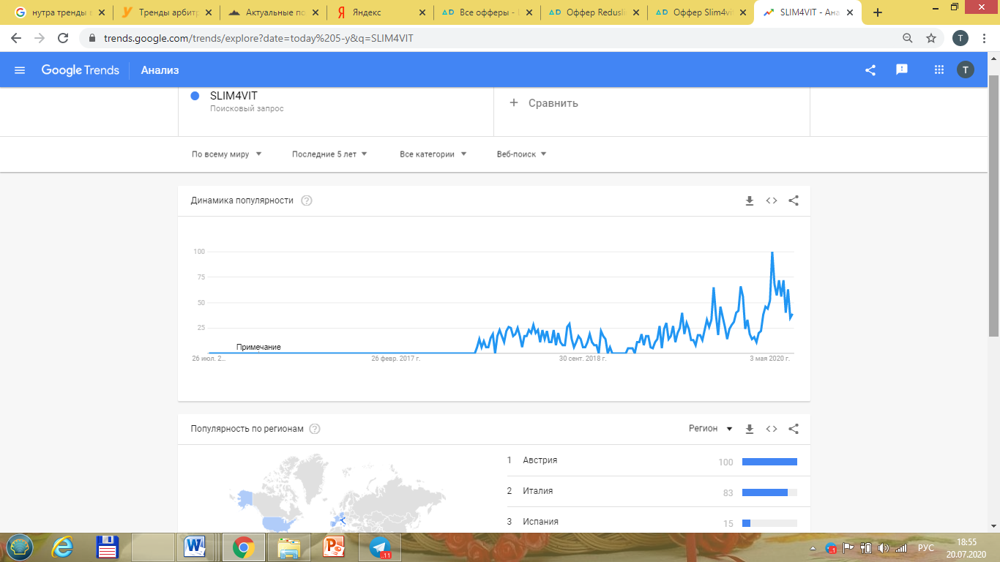 нутра тренды в
Тренды арбитр
Актуальные по
Яндекс
Все офферы -
Оффер Redusli
Оффер Slim4vi
SLIM4VIT - Ана
trends.google.com/trends/explore?date=today%205-y&q=SLIM4VIT
T
Google Trends
Анализ
T
SLIM4VIT
Поисковый запрос
+ Сравнить
По всему миру
Последние 5 лет
Все категории
Веб-поиск
Динамика популярности
100
75
50
25
Примечание
26 июл. 2...
26 февр. 2017 г.
30 сент. 2018 г.
3 мая 2020 г.
Популярность по регионам
Регион
1 Австрия 100
2 Италия 83
3 Испания 15
..11
РУС
18:55
20.07.2020